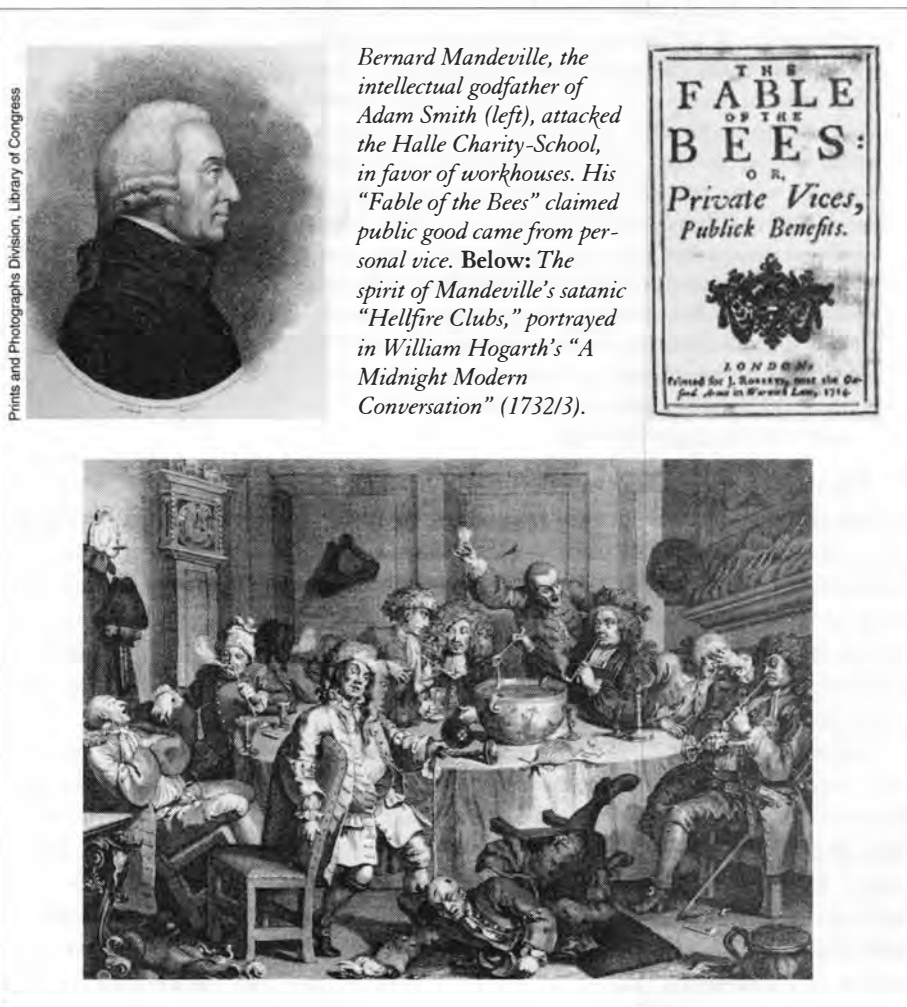 Prints and Photographs Division, Library of Congress
Bernard Mandeville, the
intellectual godfather of
Adam Smith (left), attacked
the Halle Charity-School,
in favor of workhouses. His
“Fable of the Bees” claimed
public good came from per-
sonal vice. Below: The
spirit of Mandeville’s satanic
“Hellfire Clubs,” portrayed
in William Hogarth’s “A
Midnight Modern
Conversation” (1732/3).
THE
FABLE
OF THE
BEES:
OR,
Private Vices,
Publick Benefits.
LONDON:
Printed for J. ROBERTS, near the Ox-
ford Arms in Warwick Lane, 1714.